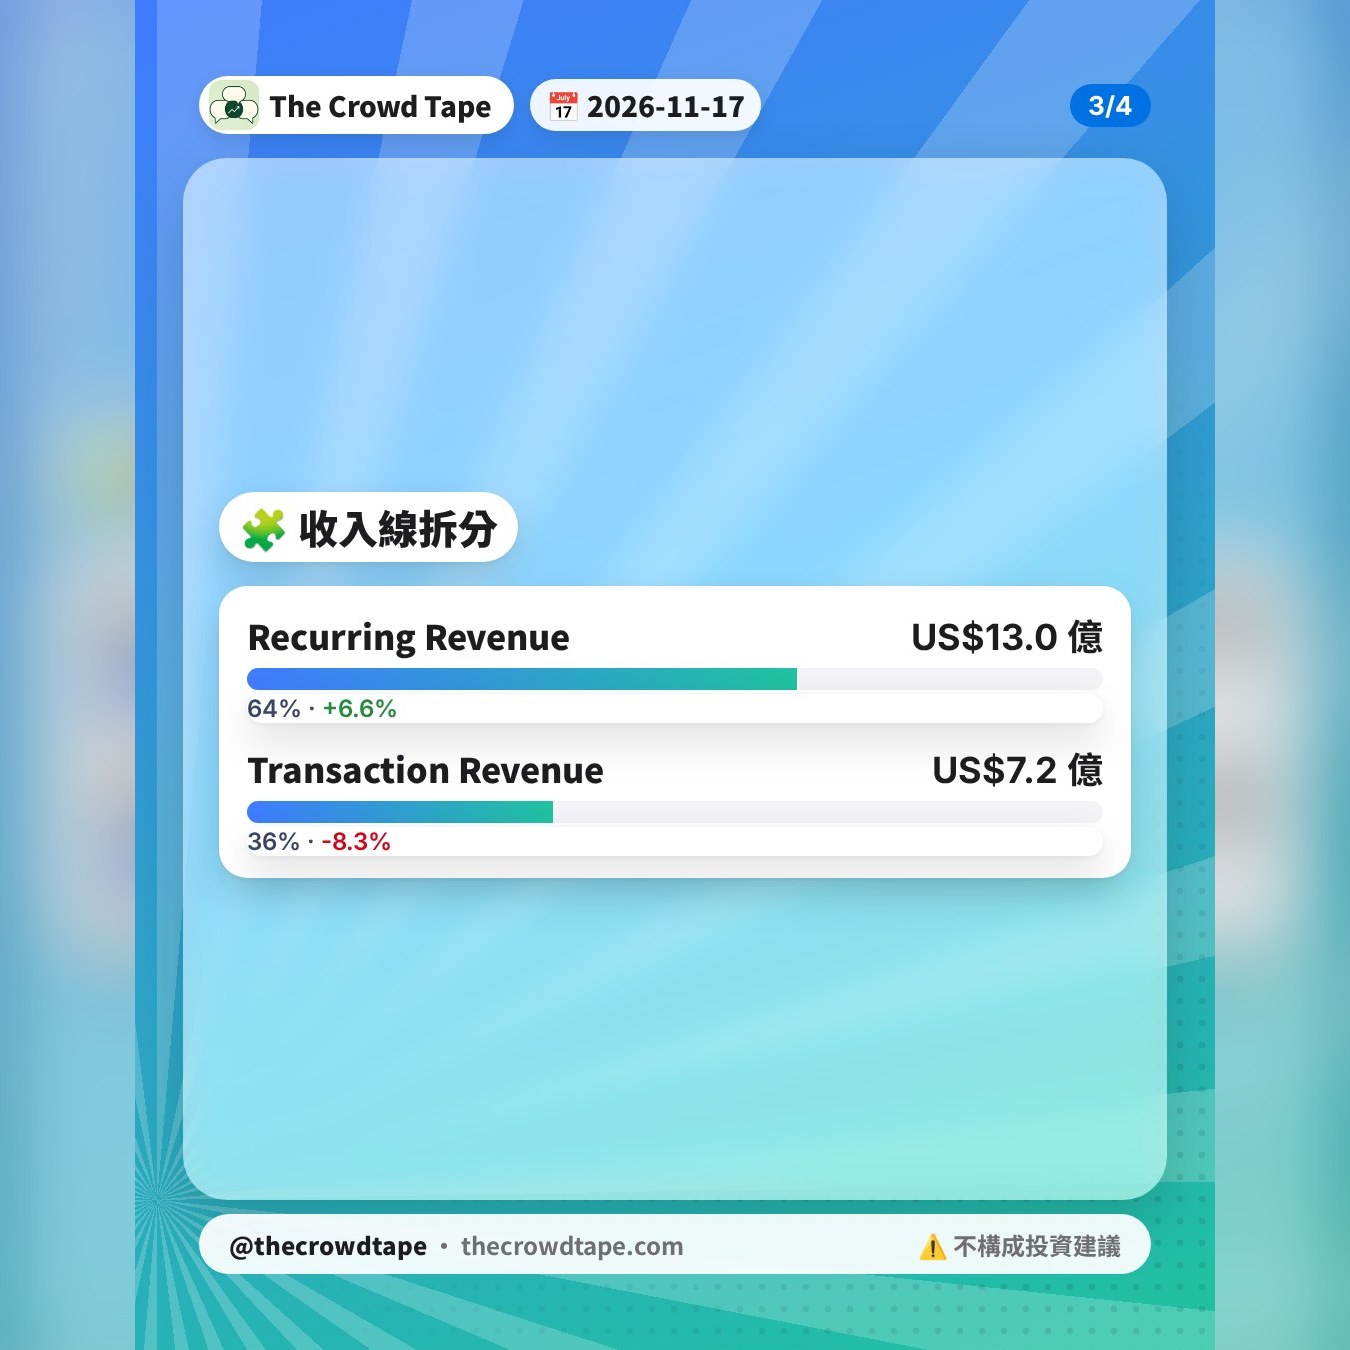 The Crowd Tape
July 17 2026-11-17
3/4
收入線拆分
Recurring Revenue US$13.0 億
64% · +6.6%
Transaction Revenue US$7.2 億
36% · -8.3%
@thecrowdtape • thecrowdtape.com ⚠️ 不構成投資建議